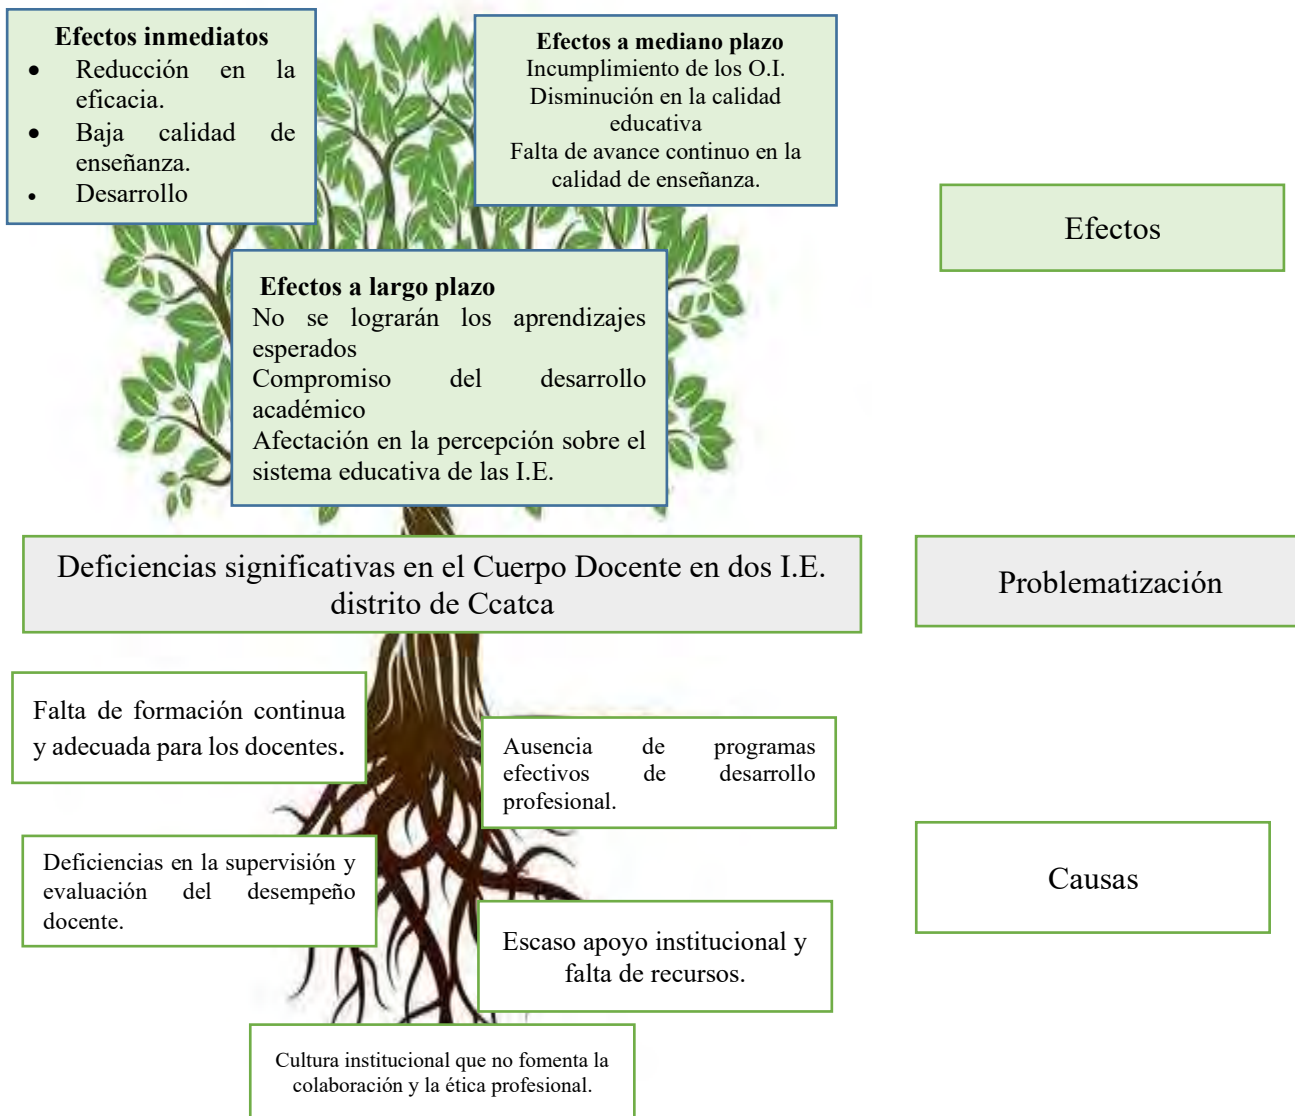 Efectos inmediatos
• Reducción en la
eficacia.
• Baja calidad de
enseñanza.
• Desarrollo
Efectos a mediano plazo
Incumplimiento de los O.I.
Disminución en la calidad
educativa
Falta de avance continuo en la
calidad de enseñanza.
Efectos
Efectos a largo plazo
No se lograrán los aprendizajes
esperados
Compromiso del desarrollo
académico
Afectación en la percepción sobre el
sistema educativa de las I.E.
Deficiencias significativas en el Cuerpo Docente en dos I.E.
distrito de Ccatca
Problematización
Falta de formación continua
y adecuada para los docentes.
Ausencia de programas
efectivos de desarrollo
profesional.
Deficiencias en la supervisión y
evaluación del desempeño
docente.
Causas
Escaso apoyo institucional y
falta de recursos.
Cultura institucional que no fomenta la
colaboración y la ética profesional.